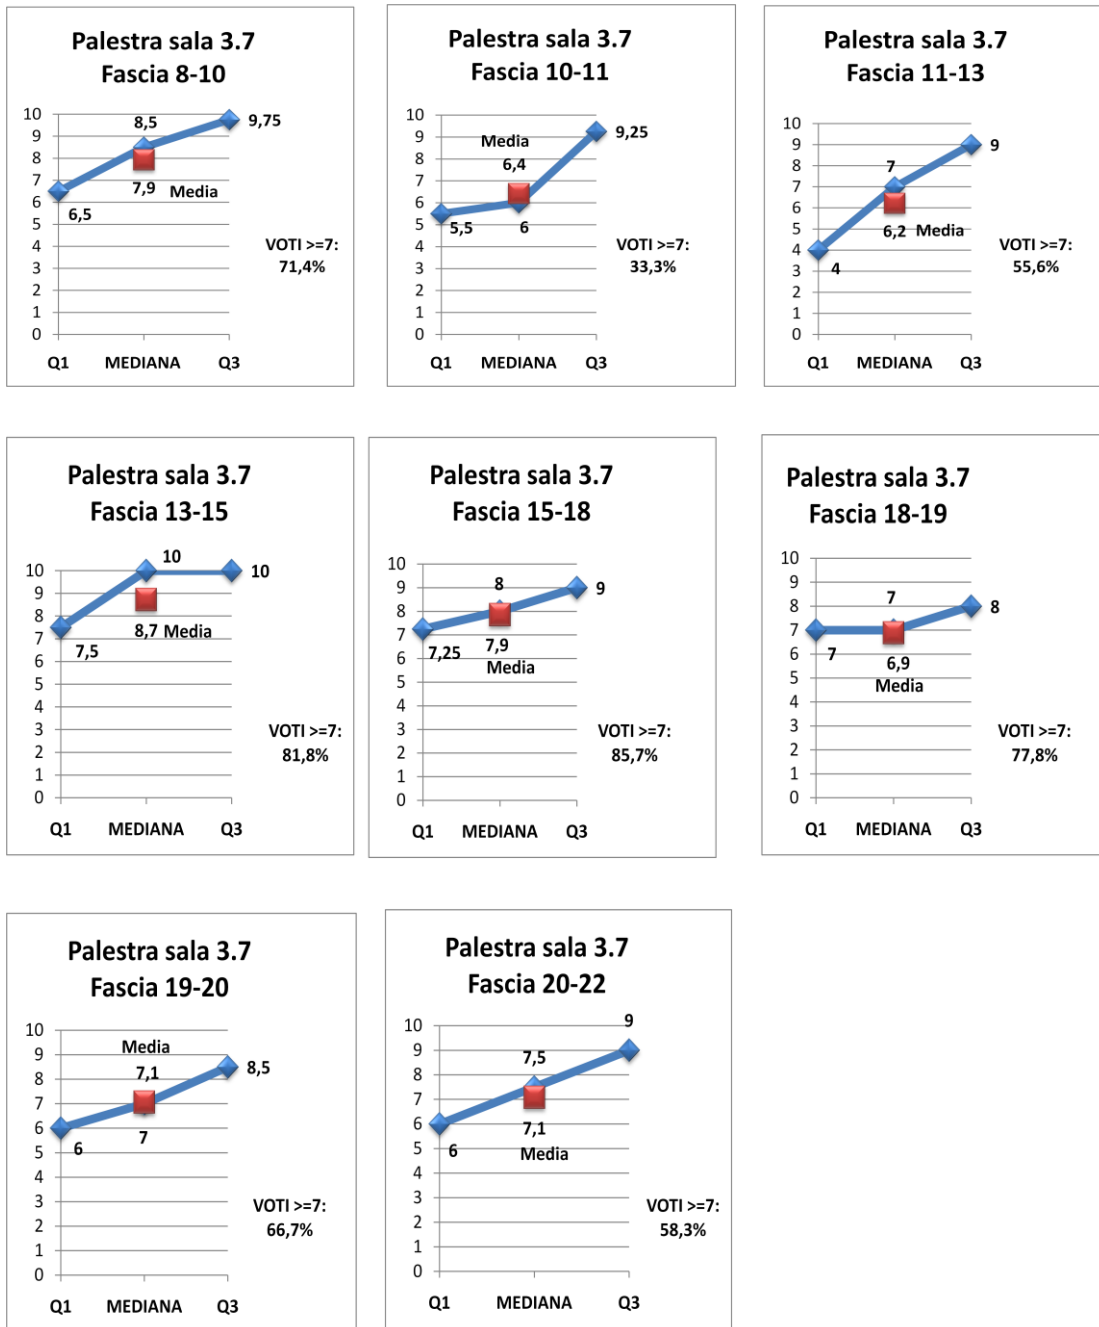 Palestra sala 3.7
Fascia 8-10
10
9
8
7
6
5
4
3
2
1
0
8,5
9,75
7,9
Media
6,5
VOTI >=7:
71,4%
Q1
MEDIANA
Q3
Palestra sala 3.7
Fascia 10-11
10
9
8
7
6
5
4
3
2
1
0
Media
6,4
9,25
5,5
6
VOTI >=7:
33,3%
Q1
MEDIANA
Q3
Palestra sala 3.7
Fascia 11-13
10
9
8
7
6
5
4
3
2
1
0
7
9
6,2
Media
4
VOTI >=7:
55,6%
Q1
MEDIANA
Q3
Palestra sala 3.7
Fascia 13-15
10
9
8
7
6
5
4
3
2
1
0
10
10
8,7 Media
7,5
VOTI >=7:
81,8%
Q1
MEDIANA
Q3
Palestra sala 3.7
Fascia 15-18
10
9
8
7
6
5
4
3
2
1
0
8
9
7,25
7,9
Media
VOTI >=7:
85,7%
Q1
MEDIANA
Q3
Palestra sala 3.7
Fascia 18-19
10
9
8
7
6
5
4
3
2
1
0
7
8
7
6,9
Media
VOTI >=7:
77,8%
Q1
MEDIANA
Q3
Palestra sala 3.7
Fascia 19-20
10
9
8
7
6
5
4
3
2
1
0
Media
7,1
8,5
6
7
VOTI >=7:
66,7%
Q1
MEDIANA
Q3
Palestra sala 3.7
Fascia 20-22
10
9
8
7
6
5
4
3
2
1
0
9
7,5
7,1
6
Media
VOTI >=7:
58,3%
Q1
MEDIANA
Q3